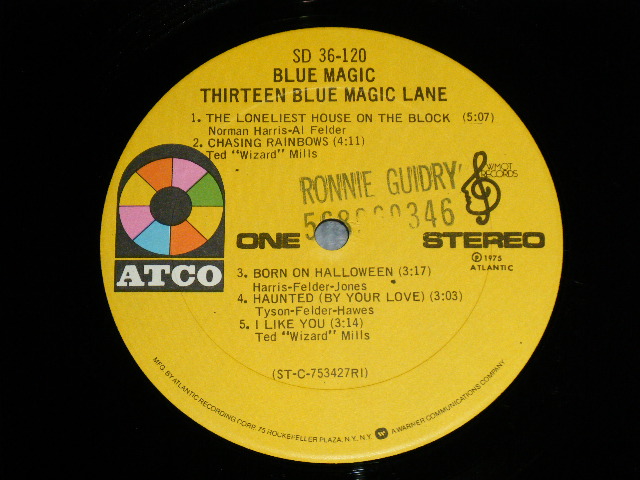 SD 36-120
BLUE MAGIC
THIRTEEN BLUE MAGIC LANE
1. THE LONELIEST HOUSE ON THE BLOCK (5:07)
Norman Harris-Al Felder
2. CHASING RAINBOWS (4:11)
Ted "Wizard" Mills
RONNIE GUIDRY
WMOT
RECORDS
ONE
STEREO
ATCO
℗ 1975
ATLANTIC
3. BORN ON HALLOWEEN (3:17)
Harris-Felder-Jones
4. HAUNTED (BY YOUR LOVE) (3:03)
Tyson-Felder-Hawes
5. I LIKE YOU (3:14)
Ted "Wizard" Mills
(ST-C-753427RI)
MFG. BY ATLANTIC RECORDING CORP. 75 ROCKEFELLER PLAZA, N.Y., N.Y. A WARNER COMMUNICATIONS COMPANY